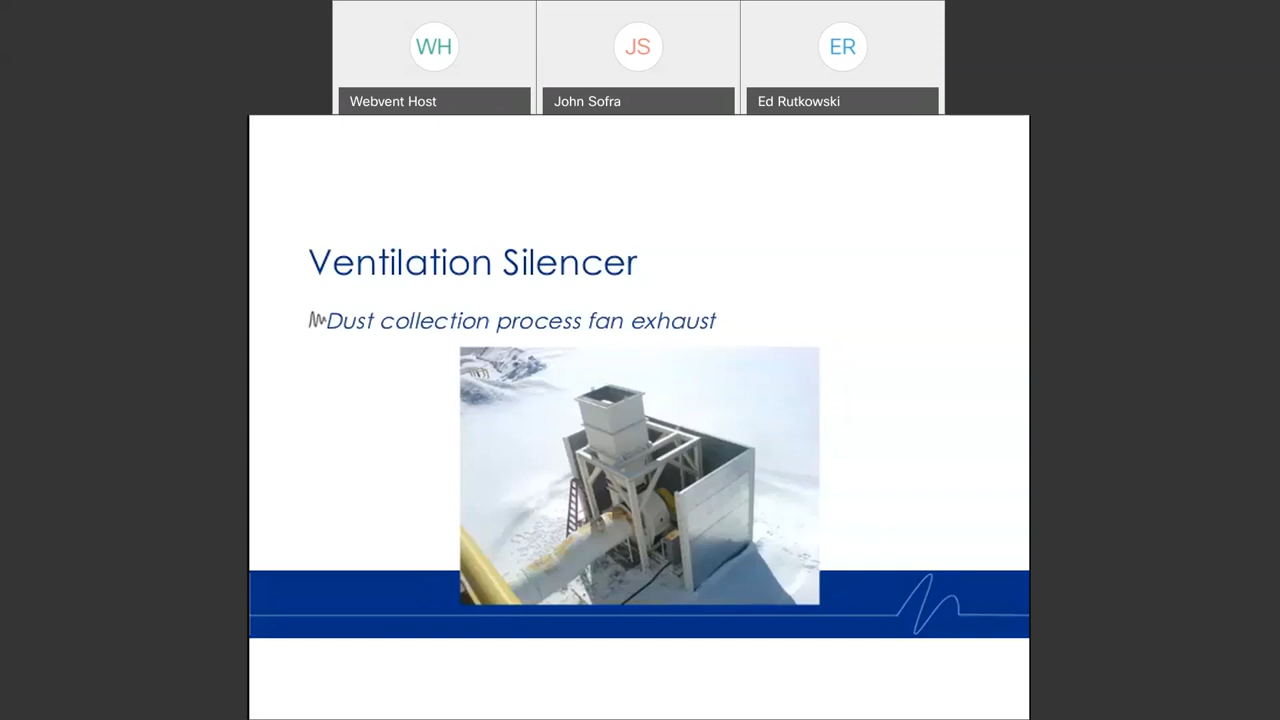 WH
JS
ER
Webvent Host
John Sofra
Ed Rutkowski
Ventilation Silencer
Dust collection process fan exhaust